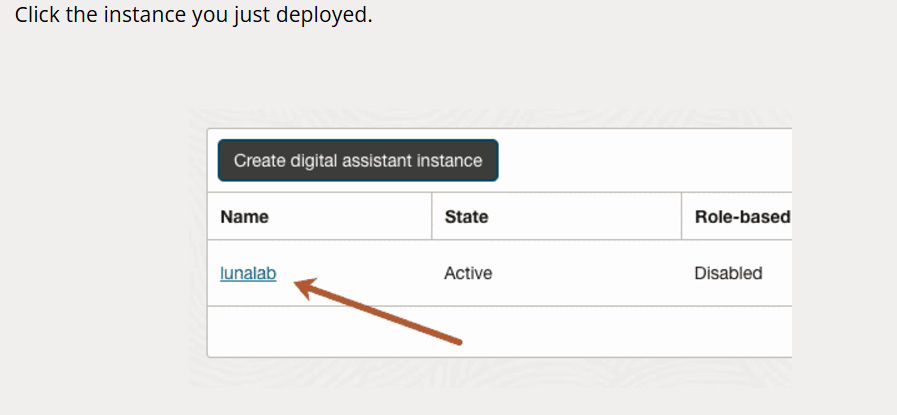 Click the instance you just deployed.
Create digital assistant instance
Name State Role-based
lunalab Active Disabled